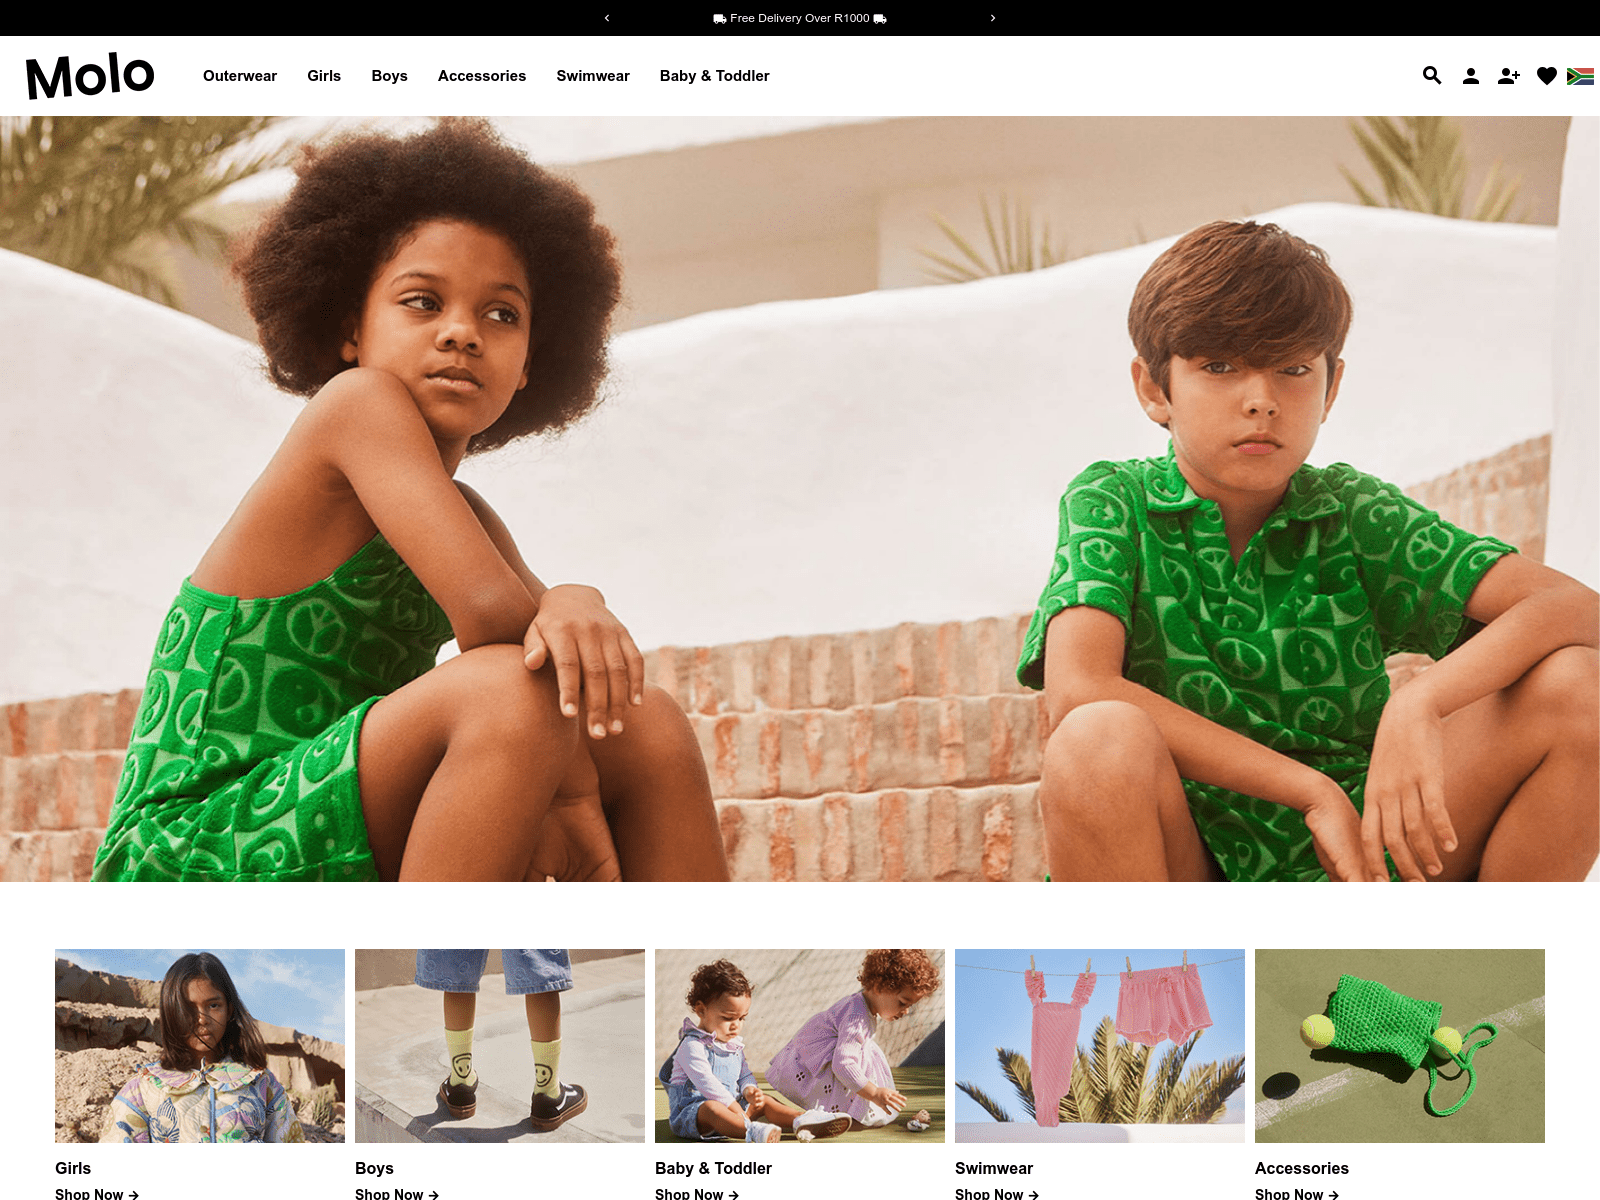 Free Delivery Over R1000
Molo
Outerwear Girls Boys Accessories Swimwear Baby & Toddler
Girls Boys Baby & Toddler Swimwear Accessories
Shop Now → Shop Now → Shop Now → Shop Now → Shop Now →